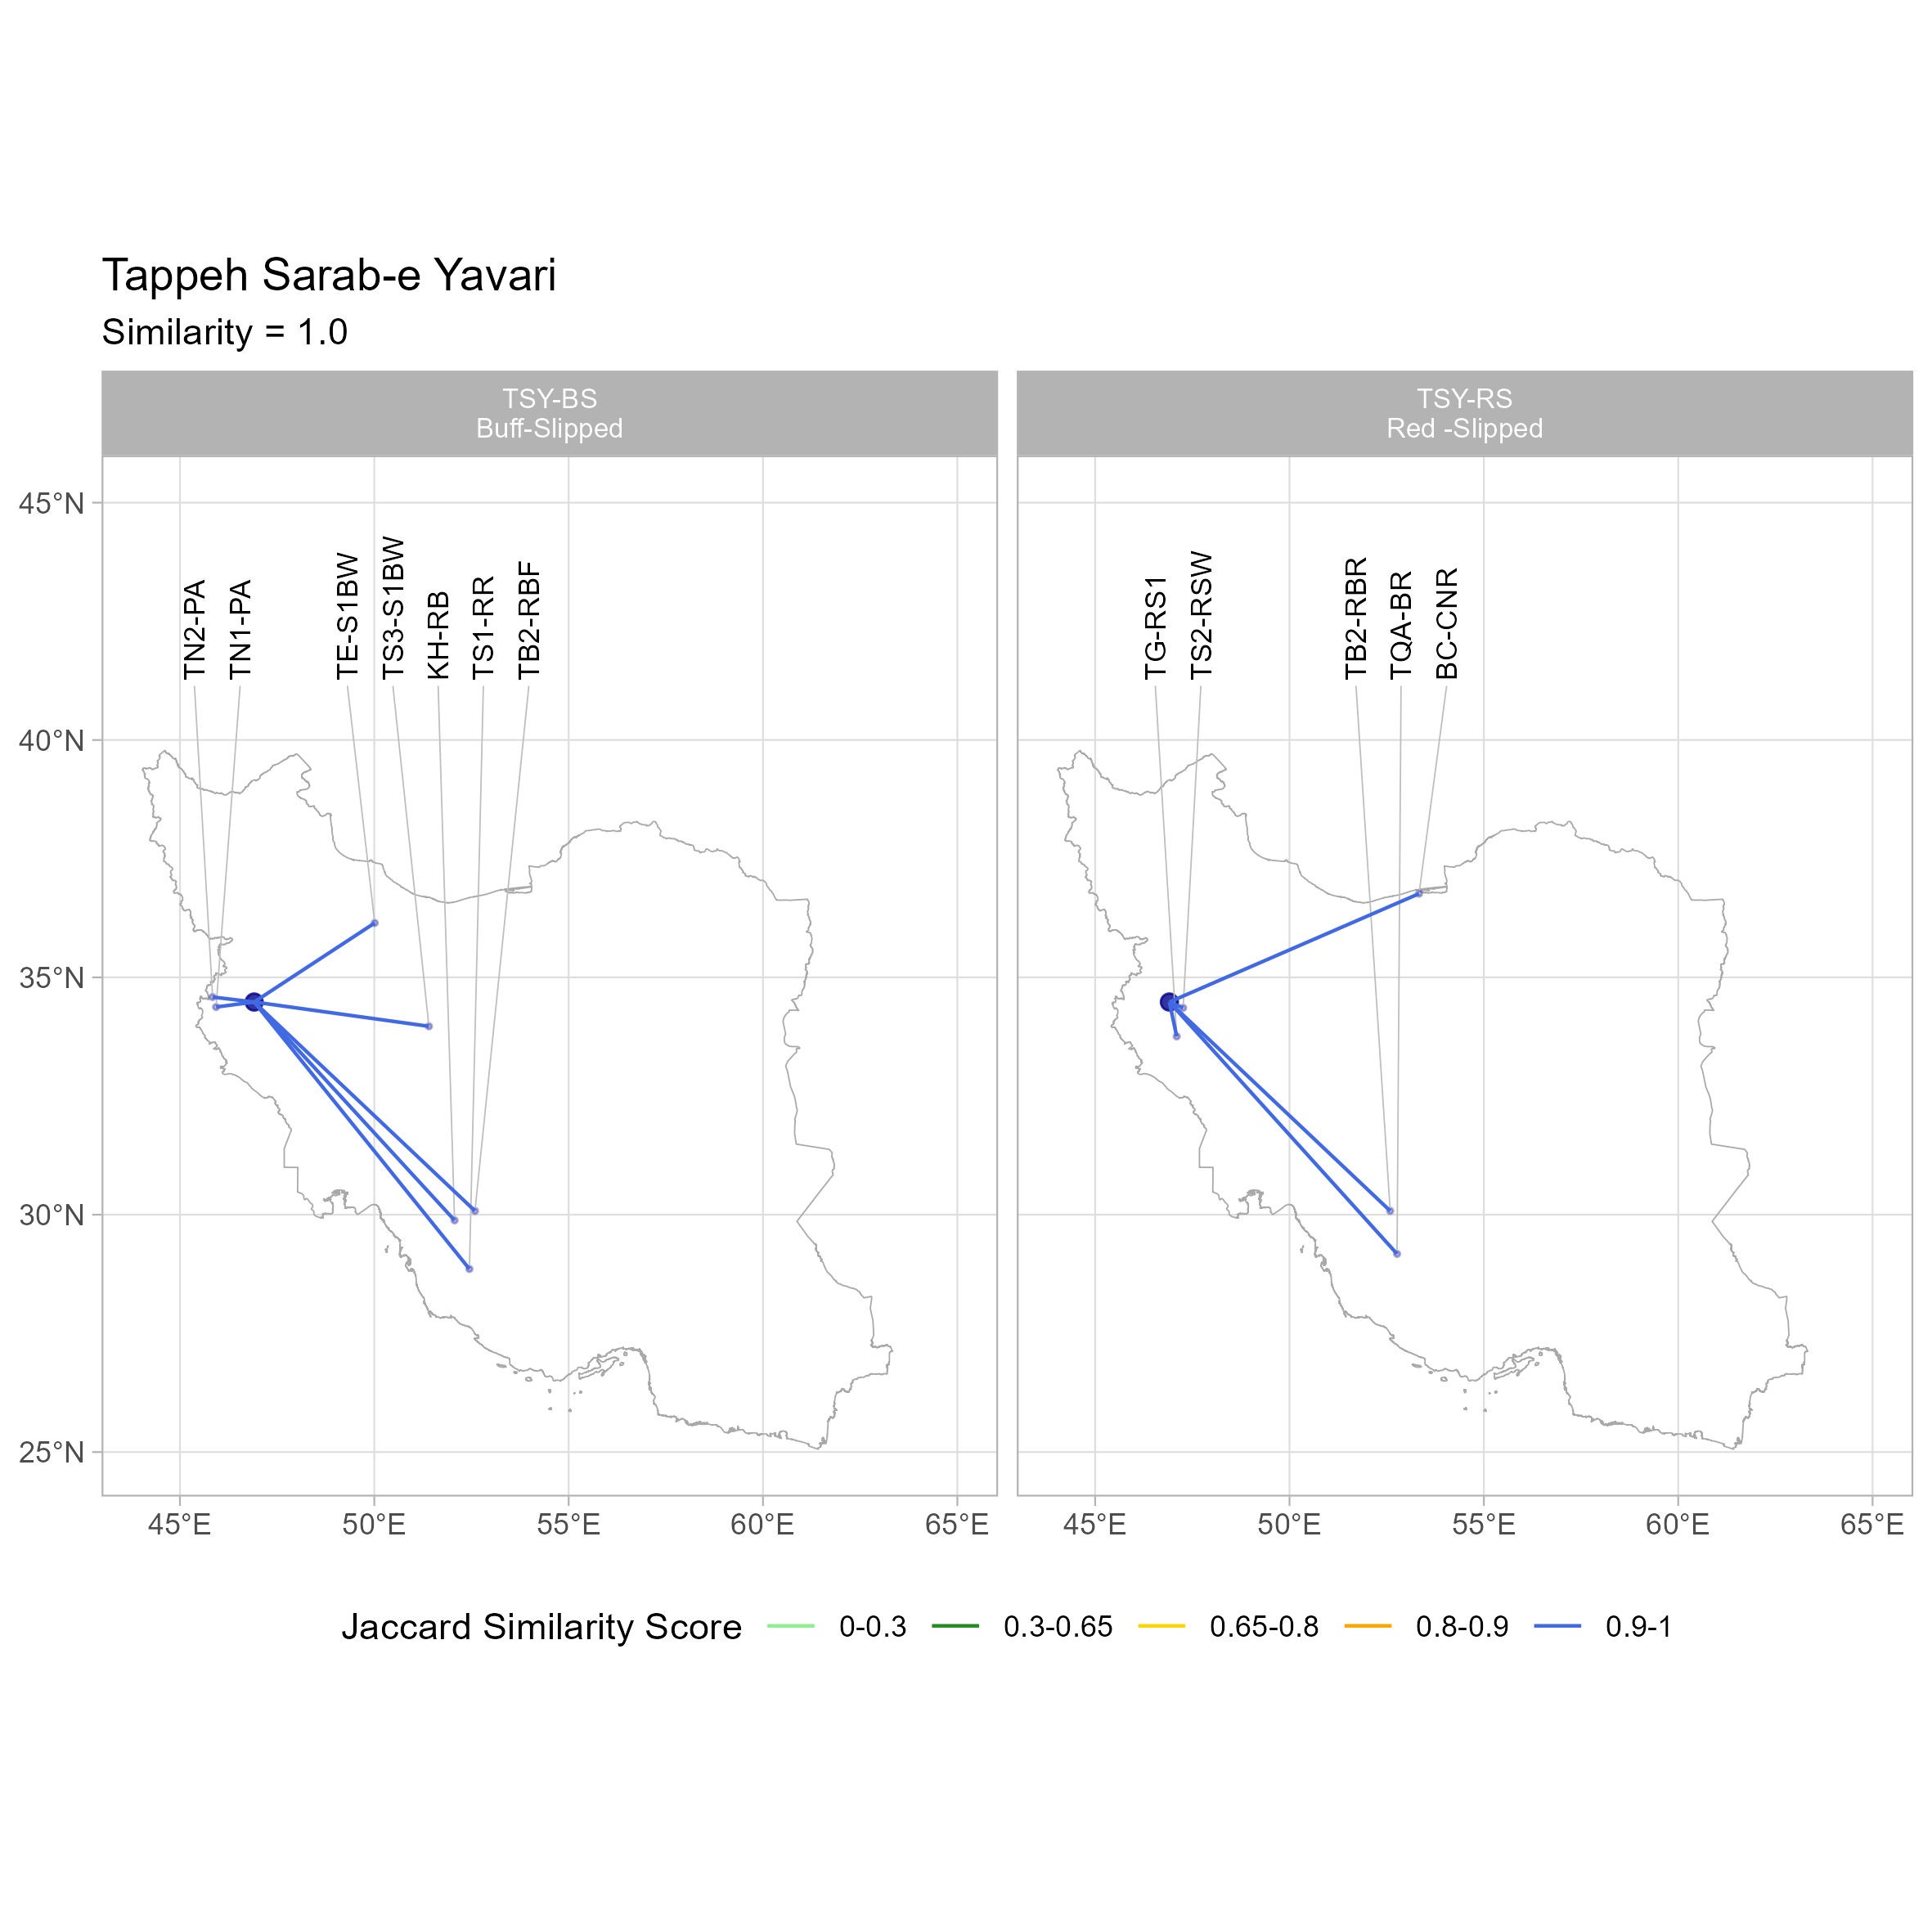 Tappeh Sarab-e Yavari
Similarity = 1.0
TSY-BS
Buff-Slipped
TSY-RS
Red -Slipped
45°N
40°N
35°N
30°N
25°N
TN2-PA
TN1-PA
TE-S1BW
TS3-S1BW
KH-RB
TS1-RR
TB2-RBF
TG-RS1
TS2-RSW
TB2-RBR
TQA-BR
BC-CNR
45°E 50°E 55°E 60°E 65°E
45°E 50°E 55°E 60°E 65°E
Jaccard Similarity Score 0-0.3 0.3-0.65 0.65-0.8 0.8-0.9 0.9-1